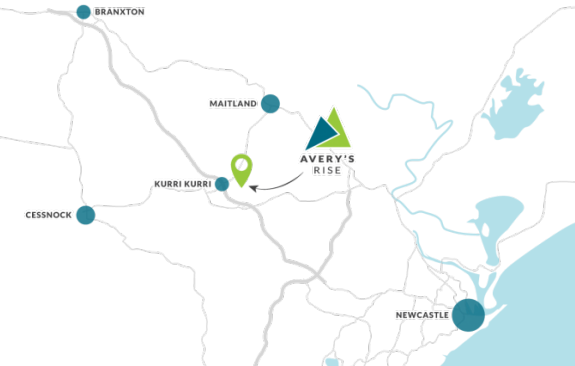 BRANXTON
MAITLAND
AVERY'S
RISE
KURRI KURRI
CESSNOCK
NEWCASTLE